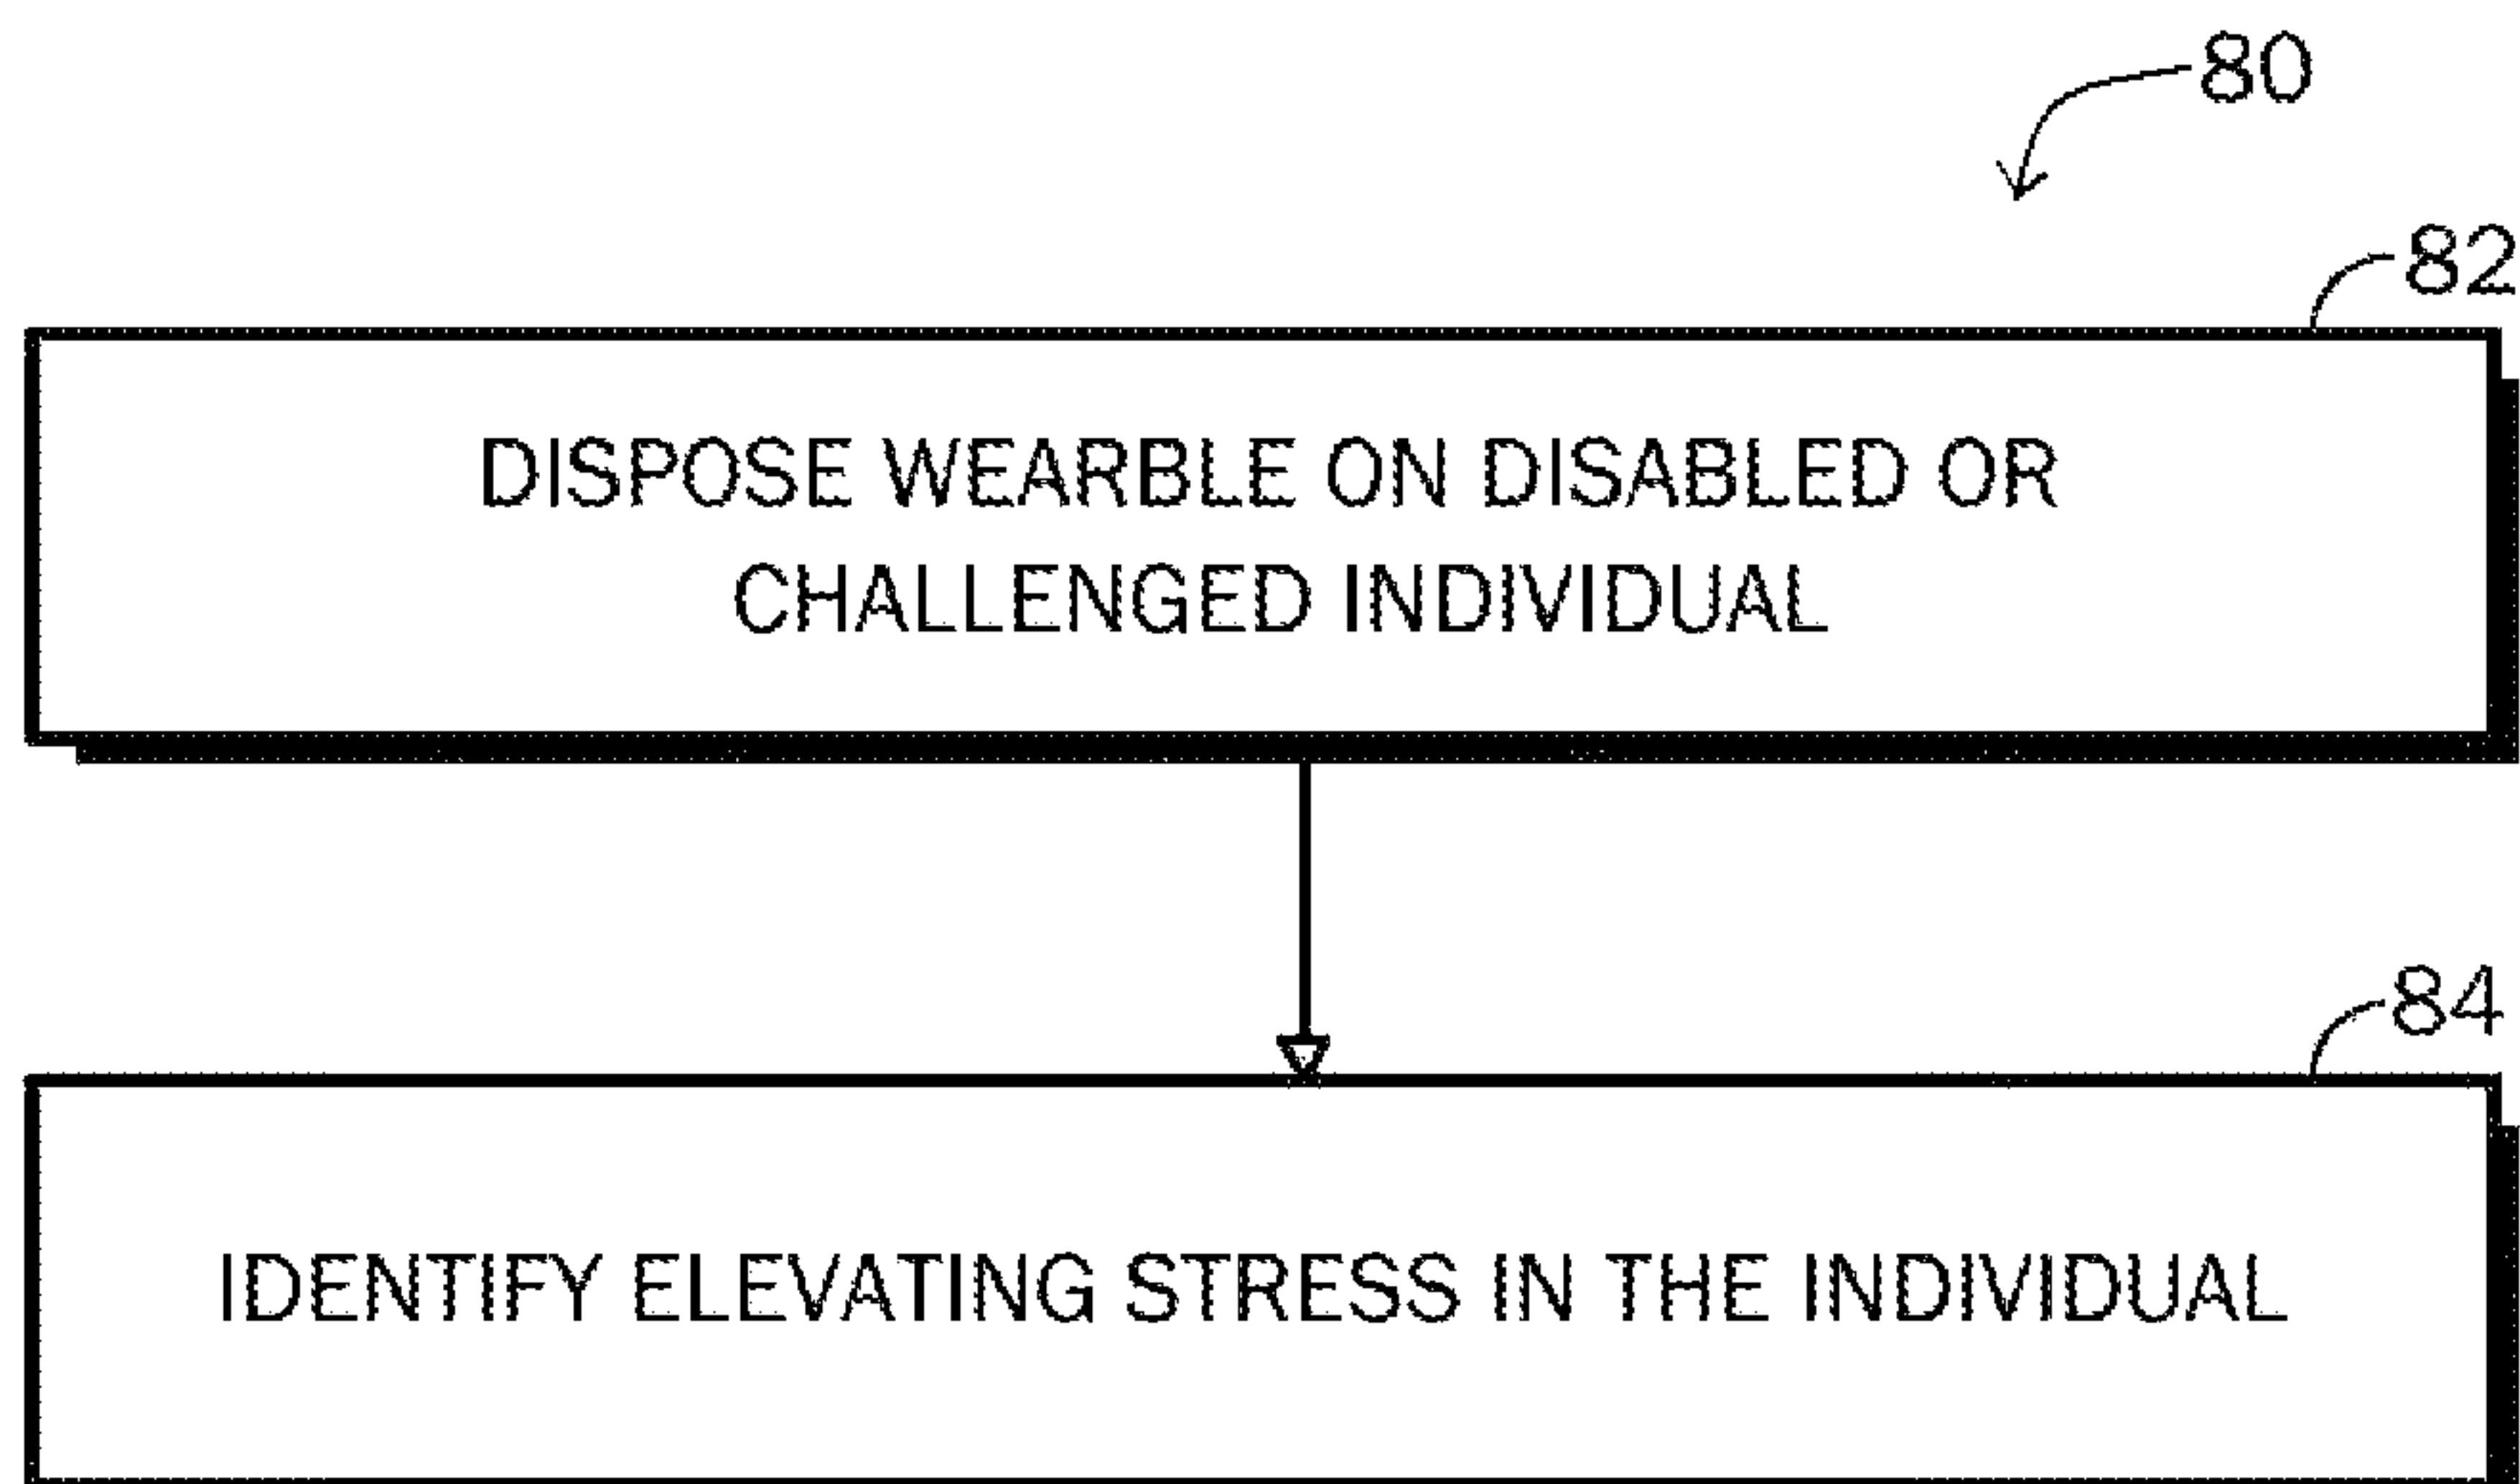 80
82
DISPOSE WEARBLE ON DISABLED OR
CHALLENGED INDIVIDUAL
84
IDENTIFY ELEVATING STRESS IN THE INDIVIDUAL